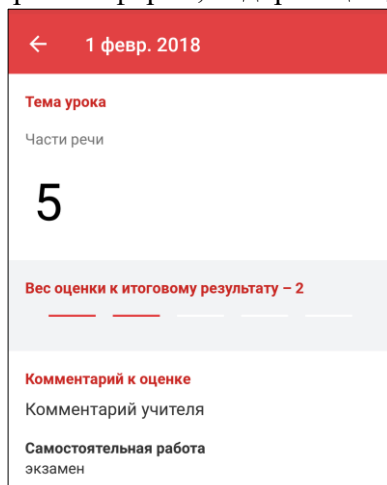 1 февр. 2018
Тема урока
Части речи
5
Вес оценки к итоговому результату – 2
Комментарий к оценке
Комментарий учителя
Самостоятельная работа
экзамен